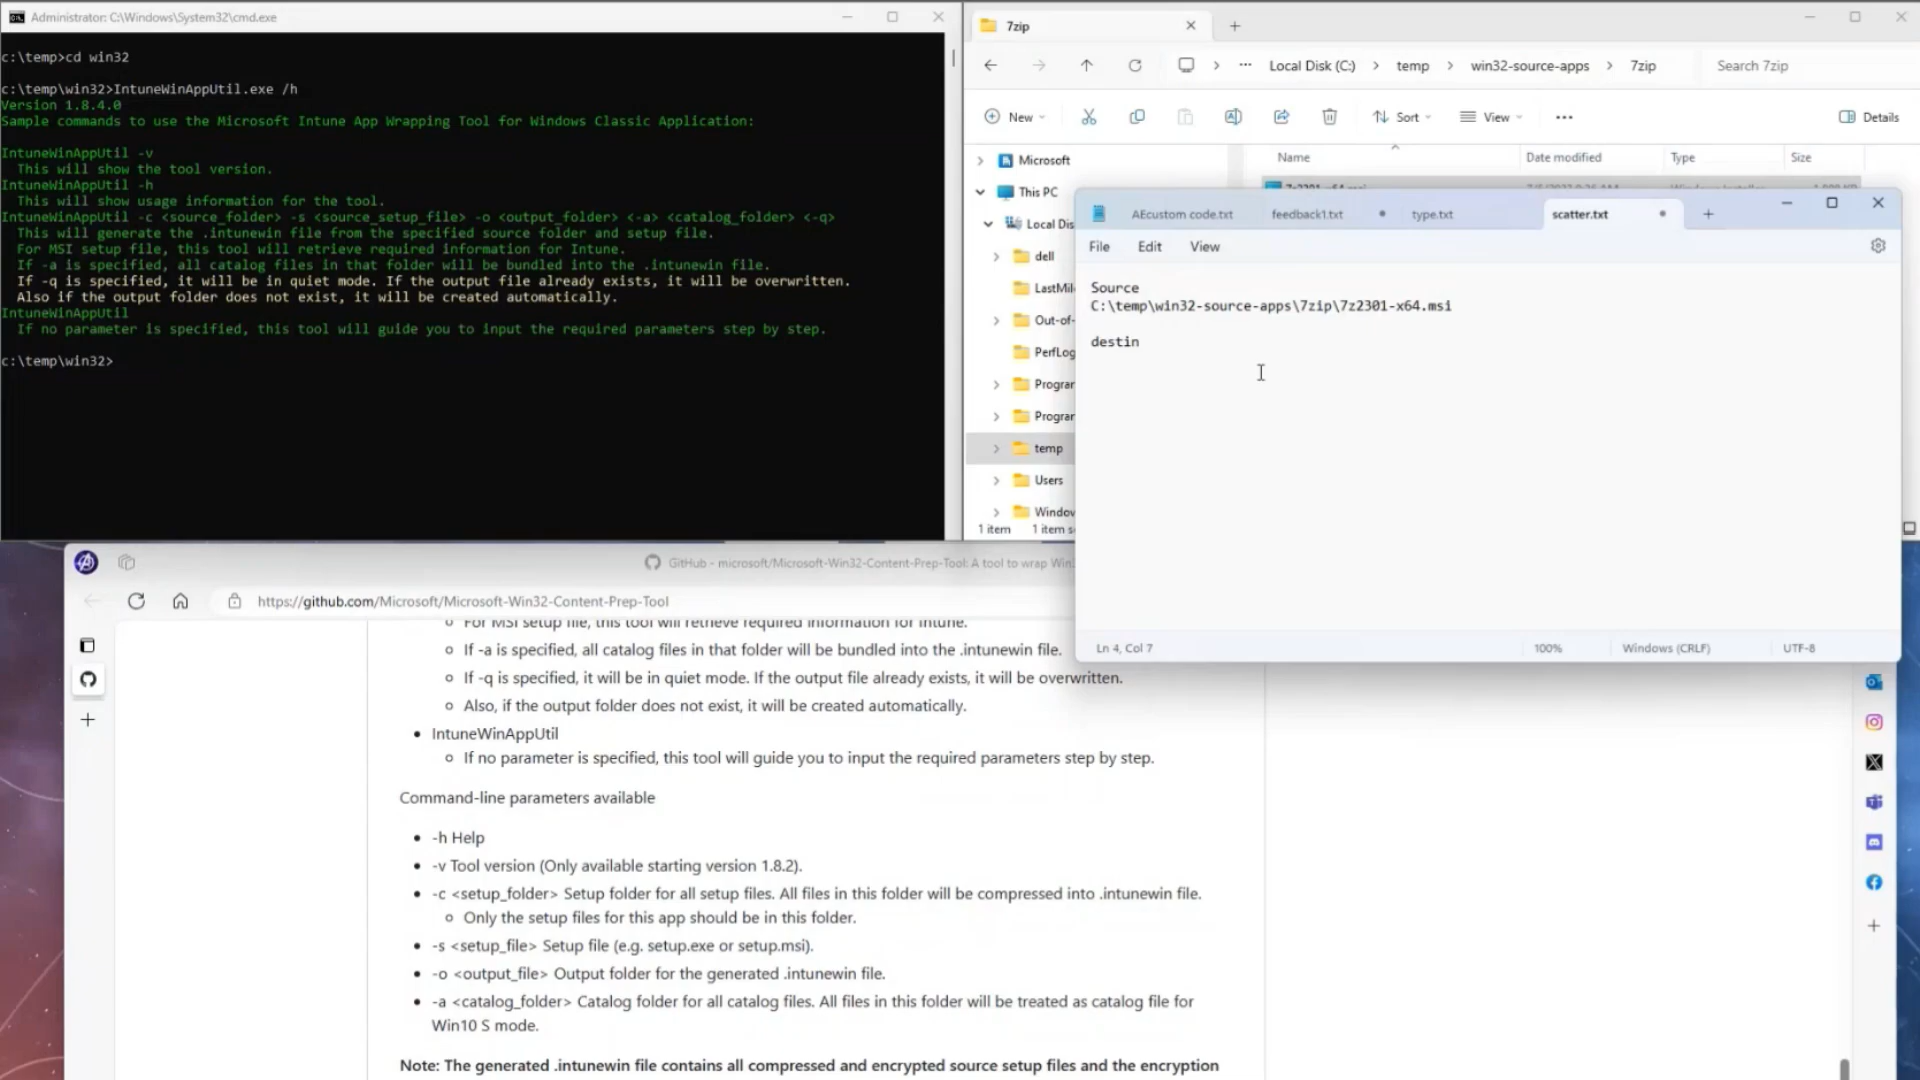 Administrator: C:\Windows\System32\cmd.exe
c:\temp>cd win32
c:\temp\win32>IntuneWinAppUtil.exe /h
Version 1.8.4.0
Sample commands to use the Microsoft Intune App Wrapping Tool for Windows Classic Application:
IntuneWinAppUtil -v
This will show the tool version.
IntuneWinAppUtil -h
This will show usage information for the tool.
IntuneWinAppUtil -c <source_folder> -s <source_setup_file> -o <output_folder> <-a> <catalog_folder> <-q>
This will generate the .intunewin file from the specified source folder and setup file.
For MSI setup file, this tool will retrieve required information for Intune.
If -a is specified, all catalog files in that folder will be bundled into the .intunewin file.
If -q is specified, it will be in quiet mode. If the output file already exists, it will be overwritten.
Also if the output folder does not exist, it will be created automatically.
IntuneWinAppUtil
If no parameter is specified, this tool will guide you to input the required parameters step by step.
c:\temp\win32>
7zip
Local Disk (C:) > temp > win32-source-apps > 7zip
Search 7zip
New
Sort
View
Details
Name
Date modified
Type
Size
Microsoft
This PC
Local Dis
dell
LastMil
Out-of-
PerfLog
Program
Program
temp
Users
Window
1 item
1 item s
AEcustom code.txt
feedback1.txt
type.txt
scatter.txt
File
Edit
View
Source
C:\temp\win32-source-apps\7zip\7z2301-x64.msi
destin
Ln 4, Col 7
100%
Windows (CRLF)
UTF-8
GitHub - microsoft/Microsoft-Win32-Content-Prep-Tool: A tool to wrap Win
https://github.com/Microsoft/Microsoft-Win32-Content-Prep-Tool
For MSI setup file, this tool will retrieve required information for Intune.
If -a is specified, all catalog files in that folder will be bundled into the .intunewin file.
If -q is specified, it will be in quiet mode. If the output file already exists, it will be overwritten.
Also, if the output folder does not exist, it will be created automatically.
IntuneWinAppUtil
If no parameter is specified, this tool will guide you to input the required parameters step by step.
Command-line parameters available
-h Help
-v Tool version (Only available starting version 1.8.2).
-c <setup_folder> Setup folder for all setup files. All files in this folder will be compressed into .intunewin file.
Only the setup files for this app should be in this folder.
-s <setup_file> Setup file (e.g. setup.exe or setup.msi).
-o <output_file> Output folder for the generated .intunewin file.
-a <catalog_folder> Catalog folder for all catalog files. All files in this folder will be treated as catalog file for
Win10 S mode.
Note: The generated .intunewin file contains all compressed and encrypted source setup files and the encryption